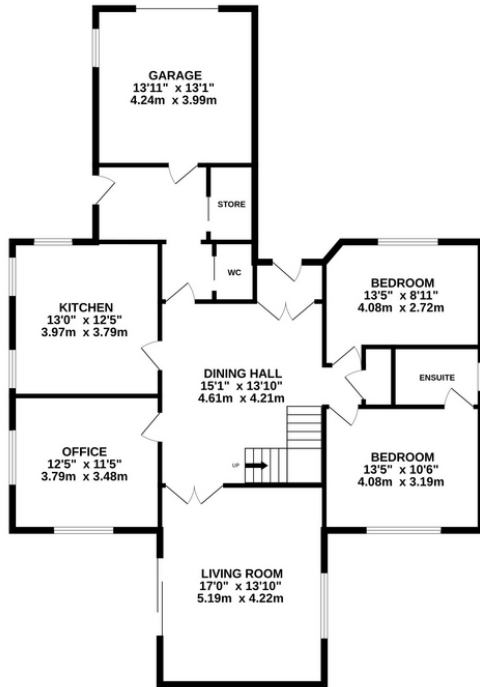 GARAGE
13'11" x 13'1"
4.24m x 3.99m
STORE
WC
KITCHEN
13'0" x 12'5"
3.97m x 3.79m
BEDROOM
13'5" x 8'11"
4.08m x 2.72m
DINING HALL
15'1" x 13'10"
4.61m x 4.21m
ENSUITE
OFFICE
12'5" x 11'5"
3.79m x 3.48m
BEDROOM
13'5" x 10'6"
4.08m x 3.19m
UP
LIVING ROOM
17'0" x 13'10"
5.19m x 4.22m